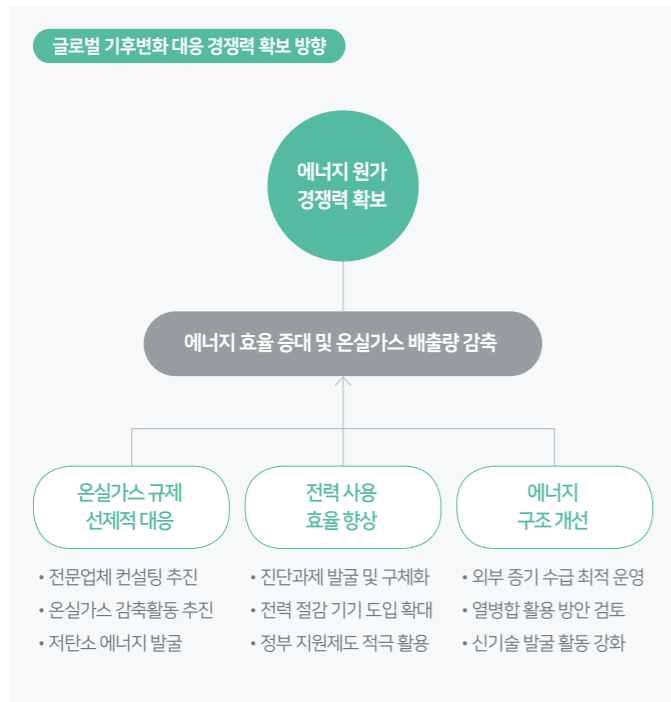 글로벌 기후변화 대응 경쟁력 확보 방향
에너지 원가
경쟁력 확보
에너지 효율 증대 및 온실가스 배출량 감축
온실가스 규제
선제적 대응
• 전문업체 컨설팅 추진
• 온실가스 감축활동 추진
• 저탄소 에너지 발굴
전력 사용
효율 향상
• 진단과제 발굴 및 구체화
• 전력 절감 기기 도입 확대
• 정부 지원제도 적극 활용
에너지
구조 개선
• 외부 증기 수급 최적 운영
• 열병합 활용 방안 검토
• 신기술 발굴 활동 강화